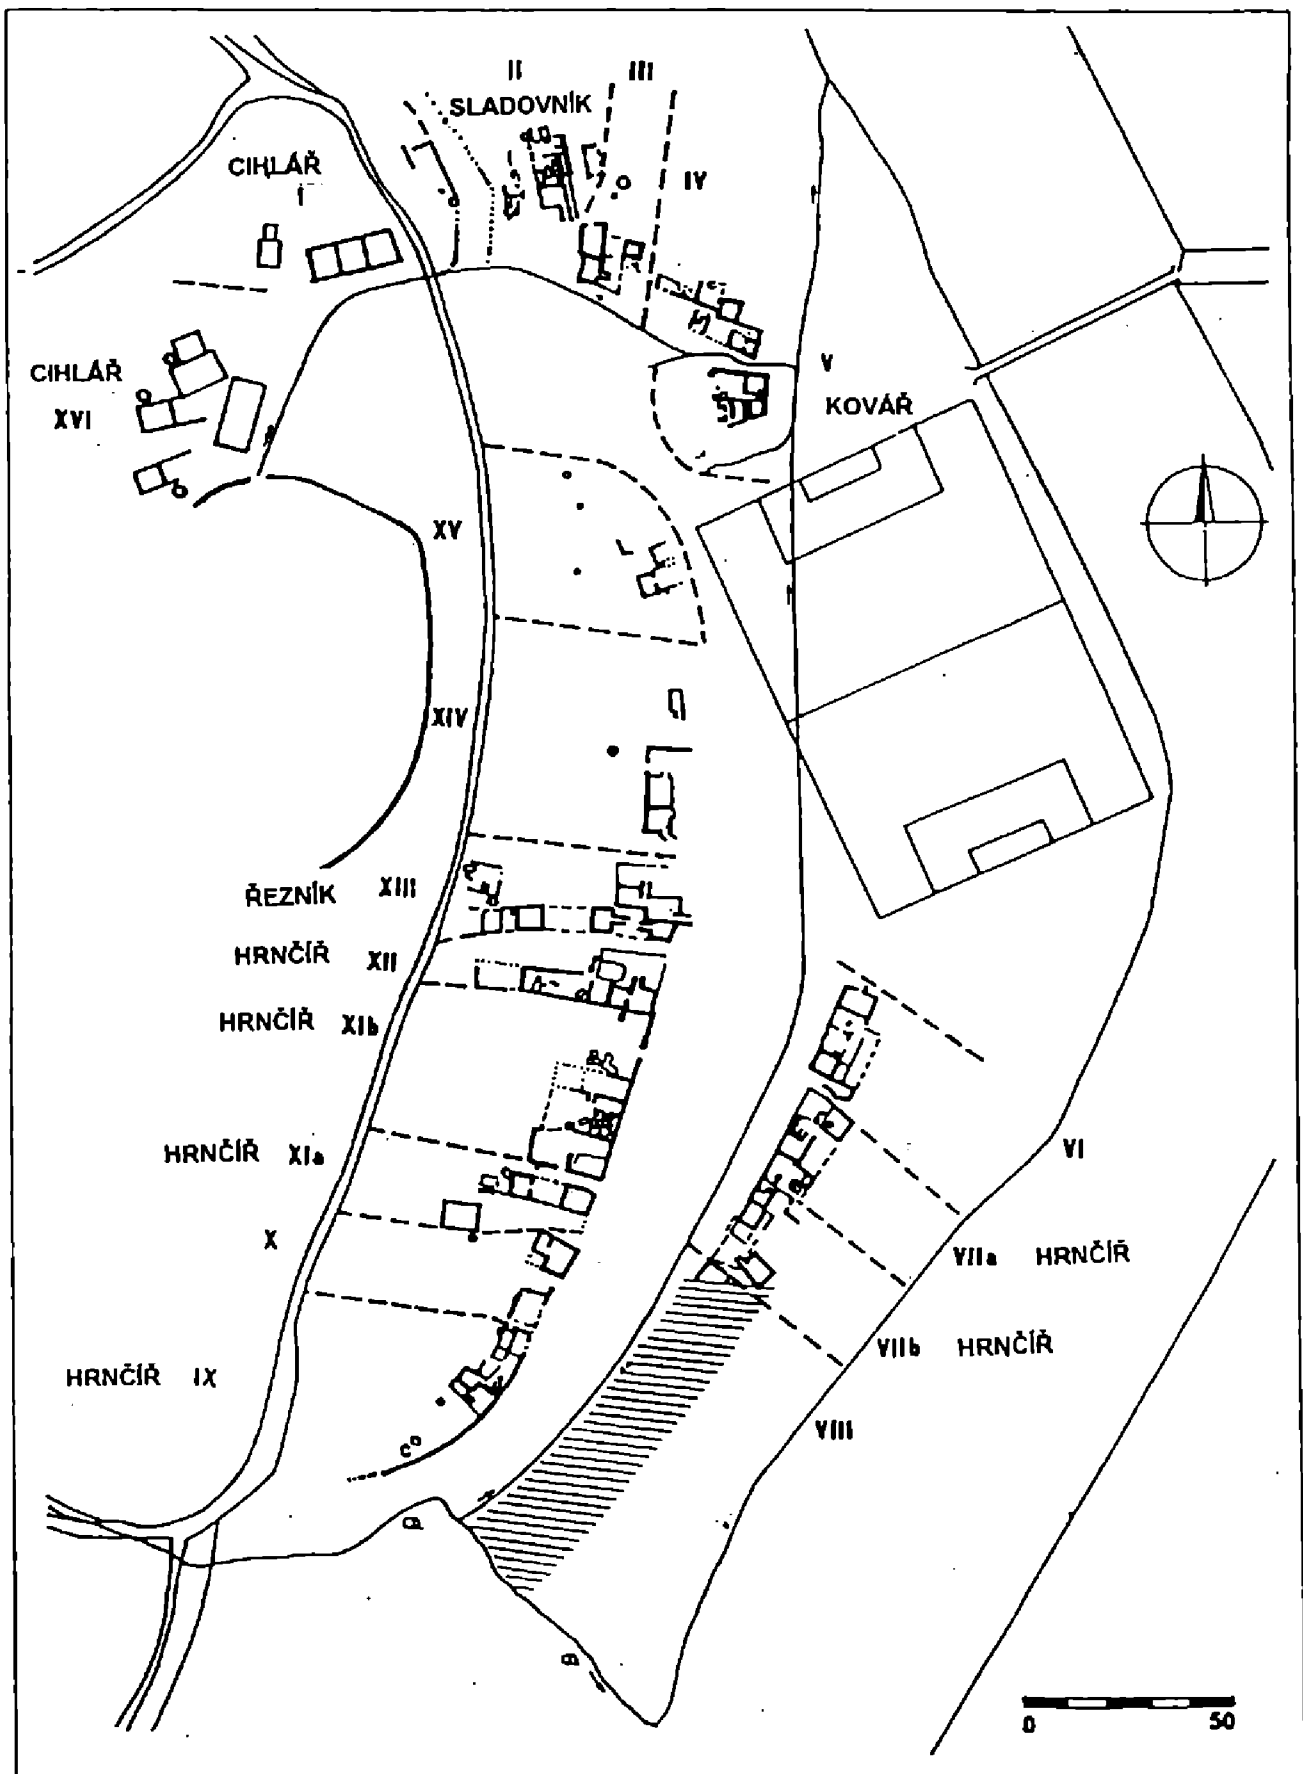 II
III
SLADOVNÍK
CIHLÁŘ
I
IV
CIHLÁŘ
XVI
V
KOVÁŘ
XV
XIV
ŘEZNÍK XIII
HRNČÍŘ XII
HRNČÍŘ XIb
HRNČÍŘ XIa
VI
X
VIIa HRNČÍŘ
VIIb HRNČÍŘ
HRNČÍŘ IX
VIII
0 50